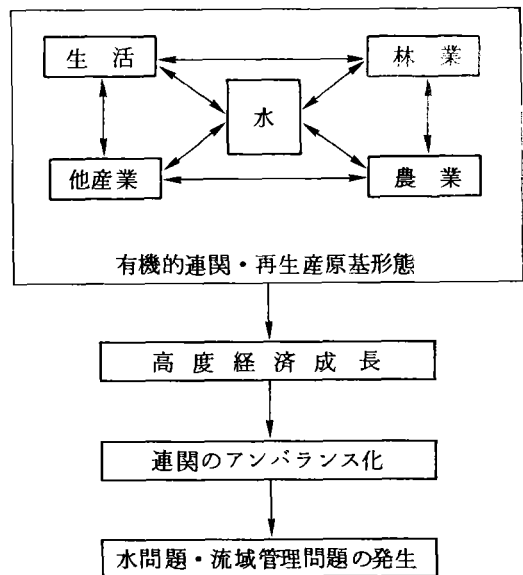 生活
林業
水
他産業
農業
有機的連関・再生産原基形態
高度経済成長
連関のアンバランス化
水問題・流域管理問題の発生